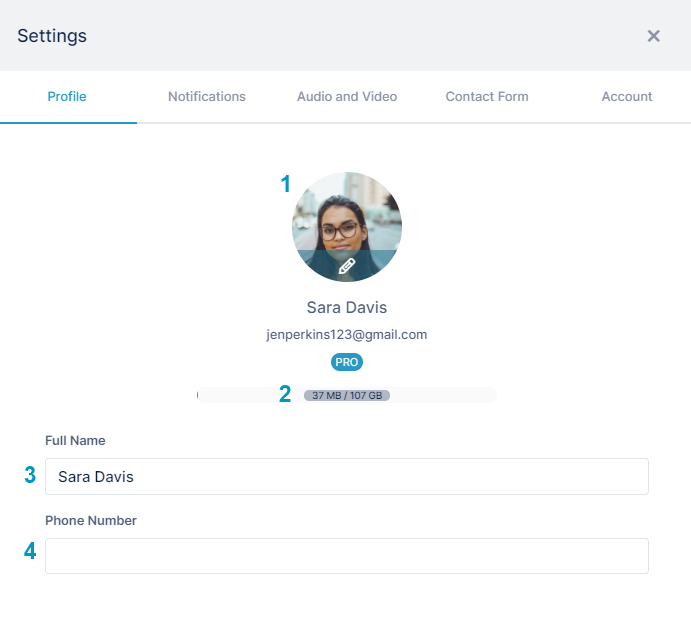 Settings
Profile Notifications Audio and Video Contact Form Account
1
Sara Davis
jenperkins123@gmail.com
PRO
2 37 MB / 107 GB
Full Name
3 Sara Davis
Phone Number
4